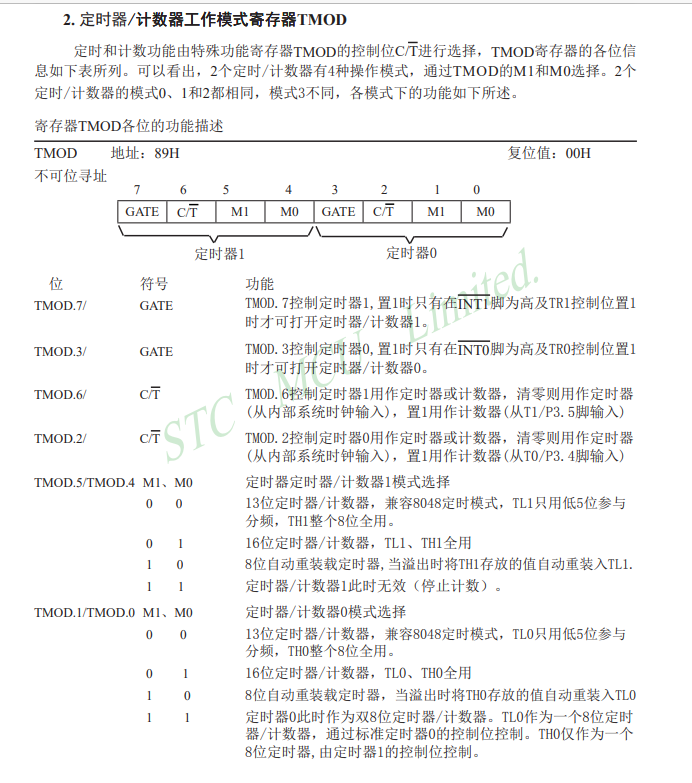 2. 定时器/计数器工作模式寄存器TMOD
定时和计数功能由特殊功能寄存器TMOD的控制位C/T̅进行选择，TMOD寄存器的各位信
息如下表所列。可以看出，2个定时/计数器有4种操作模式，通过TMOD的M1和M0选择。2个
定时/计数器的模式0、1和2都相同，模式3不同，各模式下的功能如下所述。
寄存器TMOD各位的功能描述
TMOD 地址：89H 复位值：00H
不可位寻址
7 6 5 4 3 2 1 0
GATE C/T̅ M1 M0 GATE C/T̅ M1 M0
定时器1 定时器0
位 符号 功能
TMOD.7/ GATE TMOD.7控制定时器1,置1时只有在I̅N̅T̅1̅脚为高及TR1控制位置1
时才可打开定时器/计数器1。
TMOD.3/ GATE TMOD.3控制定时器0,置1时只有在I̅N̅T̅0̅脚为高及TR0控制位置1
时才可打开定时器/计数器0。
TMOD.6/ C/T̅ TMOD.6控制定时器1用作定时器或计数器，清零则用作定时器
(从内部系统时钟输入)，置1用作计数器(从T1/P3.5脚输入)
TMOD.2/ C/T̅ TMOD.2控制定时器0用作定时器或计数器，清零则用作定时器
(从内部系统时钟输入)，置1用作计数器(从T0/P3.4脚输入)
TMOD.5/TMOD.4 M1、M0 定时器定时器/计数器1模式选择
0 0 13位定时器/计数器，兼容8048定时模式，TL1只用低5位参与
分频，TH1整个8位全用。
0 1 16位定时器/计数器，TL1、TH1全用
1 0 8位自动重装载定时器,当溢出时将TH1存放的值自动重装入TL1.
1 1 定时器/计数器1此时无效（停止计数）。
TMOD.1/TMOD.0 M1、M0 定时器/计数器0模式选择
0 0 13位定时器/计数器，兼容8048定时模式，TL0只用低5位参与
分频，TH0整个8位全用。
0 1 16位定时器/计数器，TL0、TH0全用
1 0 8位自动重装载定时器，当溢出时将TH0存放的值自动重装入TL0
1 1 定时器0此时作为双8位定时器/计数器。TL0作为一个8位定时
器/计数器，通过标准定时器0的控制位控制。TH0仅作为一个
8位定时器,由定时器1的控制位控制。
STC MCU Limited.